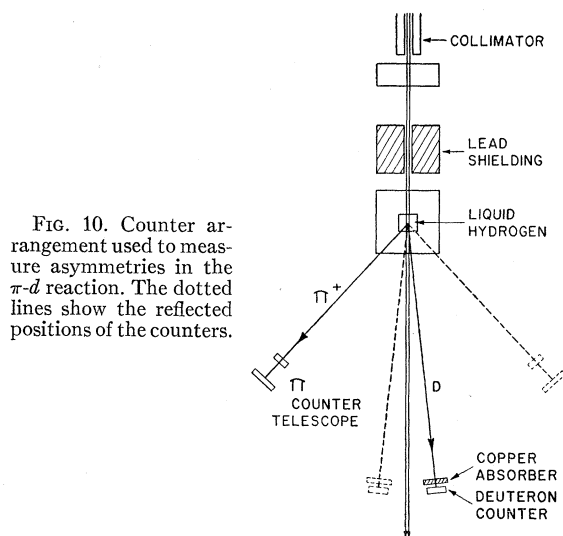 COLLIMATOR
LEAD
SHIELDING
LIQUID
HYDROGEN
FIG. 10. Counter ar-
rangement used to meas-
ure asymmetries in the
π-d reaction. The dotted
lines show the reflected
positions of the counters.
π+
π
COUNTER
TELESCOPE
D
COPPER
ABSORBER
DEUTERON
COUNTER